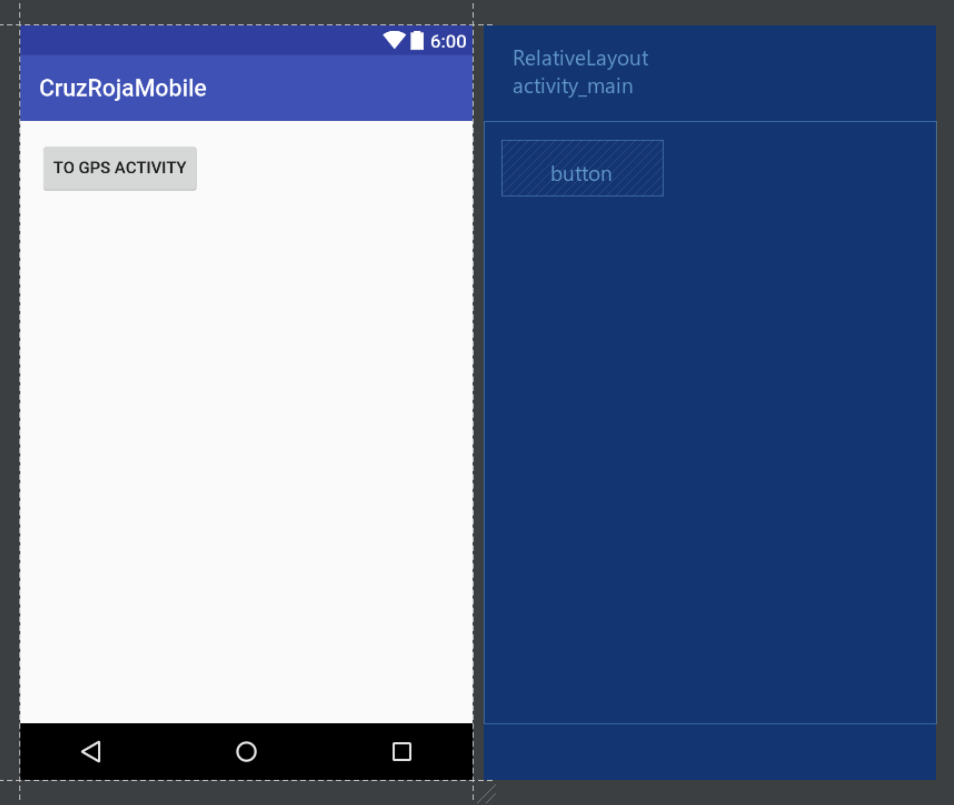 6:00
CruzRojaMobile
TO GPS ACTIVITY
RelativeLayout
activity_main
button